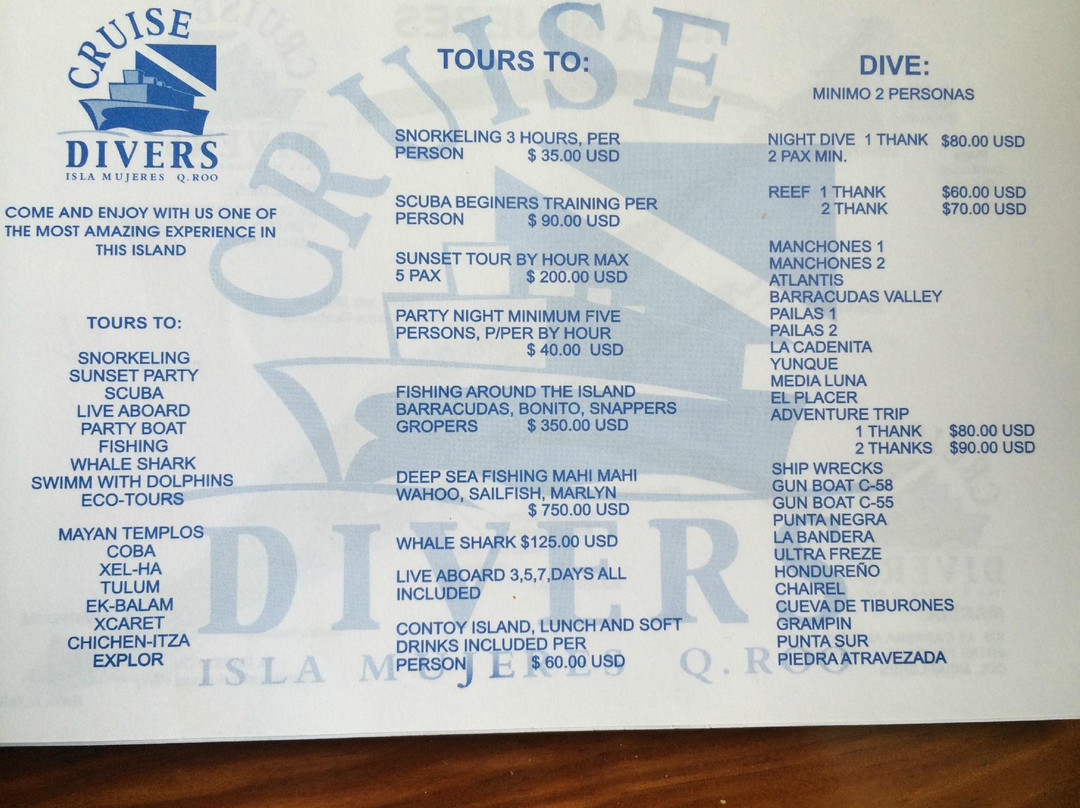 CRUISE
DIVERS
ISLA MUJERES Q.ROO
COME AND ENJOY WITH US ONE OF
THE MOST AMAZING EXPERIENCE IN
THIS ISLAND
TOURS TO:
SNORKELING
SUNSET PARTY
SCUBA
LIVE ABOARD
PARTY BOAT
FISHING
WHALE SHARK
SWIMM WITH DOLPHINS
ECO-TOURS
MAYAN TEMPLOS
COBA
XEL-HA
TULUM
EK-BALAM
XCARET
CHICHEN-ITZA
EXPLOR
TOURS TO:
SNORKELING 3 HOURS, PER
PERSON $ 35.00 USD
SCUBA BEGINERS TRAINING PER
PERSON $ 90.00 USD
SUNSET TOUR BY HOUR MAX
5 PAX $ 200.00 USD
PARTY NIGHT MINIMUM FIVE
PERSONS, P/PER BY HOUR
$ 40.00 USD
FISHING AROUND THE ISLAND
BARRACUDAS, BONITO, SNAPPERS
GROPERS $ 350.00 USD
DEEP SEA FISHING MAHI MAHI
WAHOO, SAILFISH, MARLYN
$ 750.00 USD
WHALE SHARK $125.00 USD
LIVE ABOARD 3,5,7,DAYS ALL
INCLUDED
CONTOY ISLAND, LUNCH AND SOFT
DRINKS INCLUDED PER
PERSON $ 60.00 USD
DIVE:
MINIMO 2 PERSONAS
NIGHT DIVE 1 THANK $80.00 USD
2 PAX MIN.
REEF 1 THANK $60.00 USD
2 THANK $70.00 USD
MANCHONES 1
MANCHONES 2
ATLANTIS
BARRACUDAS VALLEY
PAILAS 1
PAILAS 2
LA CADENITA
YUNQUE
MEDIA LUNA
EL PLACER
ADVENTURE TRIP
1 THANK $80.00 USD
2 THANKS $90.00 USD
SHIP WRECKS
GUN BOAT C-58
GUN BOAT C-55
PUNTA NEGRA
LA BANDERA
ULTRA FREZE
HONDUREÑO
CHAIREL
CUEVA DE TIBURONES
GRAMPIN
PUNTA SUR
PIEDRA ATRAVEZADA
CRUISE
DIVERS
ISLA MUJERES Q.ROO